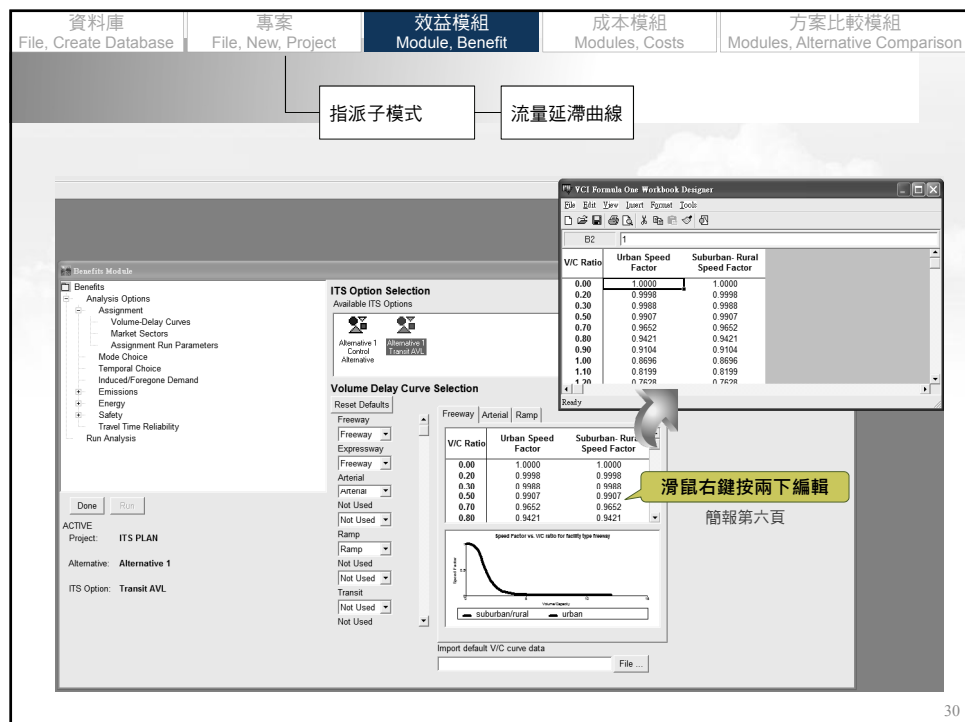 資料庫
File, Create Database
專案
File, New, Project
效益模組
Module, Benefit
成本模組
Modules, Costs
方案比較模組
Modules, Alternative Comparison
指派子模式
流量延滯曲線
VCI Formula One Workbook Designer
File Edit View Insert Format Tools
B2 1
V/C Ratio Urban Speed Factor Suburban- Rural Speed Factor
0.00 1.0000 1.0000
0.20 0.9998 0.9998
0.30 0.9988 0.9988
0.50 0.9907 0.9907
0.70 0.9652 0.9652
0.80 0.9421 0.9421
0.90 0.9104 0.9104
1.00 0.8696 0.8696
1.10 0.8199 0.8199
1.20 0.7628 0.7628
Ready
Benefits Module
Benefits
Analysis Options
Assignment
Volume-Delay Curves
Market Sectors
Assignment Run Parameters
Mode Choice
Temporal Choice
Induced/Foregone Demand
Emissions
Energy
Safety
Travel Time Reliability
Run Analysis
Done Run
ACTIVE
Project: ITS PLAN
Alternative: Alternative 1
ITS Option: Transit AVL
ITS Option Selection
Available ITS Options
Alternative 1 Control Alternative
Alternative 1 Transit AVL
Volume Delay Curve Selection
Reset Defaults
Freeway
Freeway
Expressway
Freeway
Arterial
Arterial
Not Used
Not Used
Ramp
Ramp
Not Used
Not Used
Transit
Not Used
Not Used
Freeway Arterial Ramp
V/C Ratio Urban Speed Factor Suburban- Rural Speed Factor
0.00 1.0000 1.0000
0.20 0.9998 0.9998
0.30 0.9988 0.9988
0.50 0.9907 0.9907
0.70 0.9652 0.9652
0.80 0.9421 0.9421
Speed Factor vs. V/C ratio for facility type freeway
Speed Factor
Volume/Capacity
suburban/rural urban
Import default V/C curve data
File ...
滑鼠右鍵按兩下編輯
簡報第六頁
30